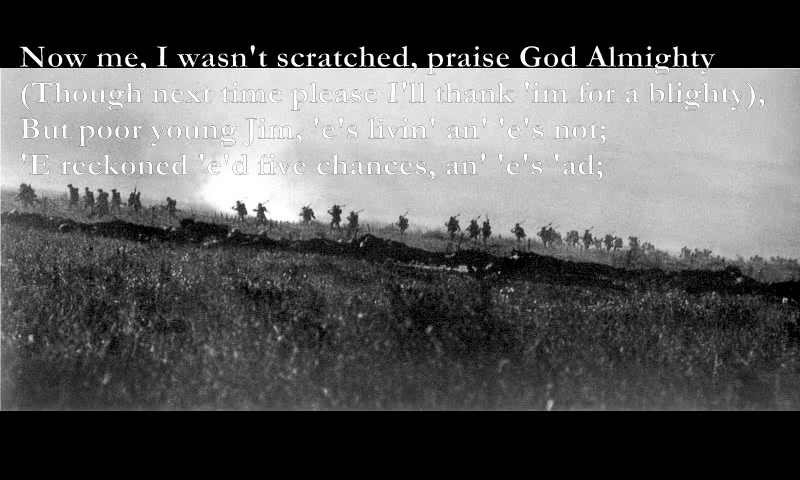 Now me, I wasn't scratched, praise God Almighty
(Though next time please I'll thank 'im for a blighty),
But poor young Jim, 'e's livin' an' 'e's not;
'E reckoned 'e'd five chances, an' 'e's 'ad;